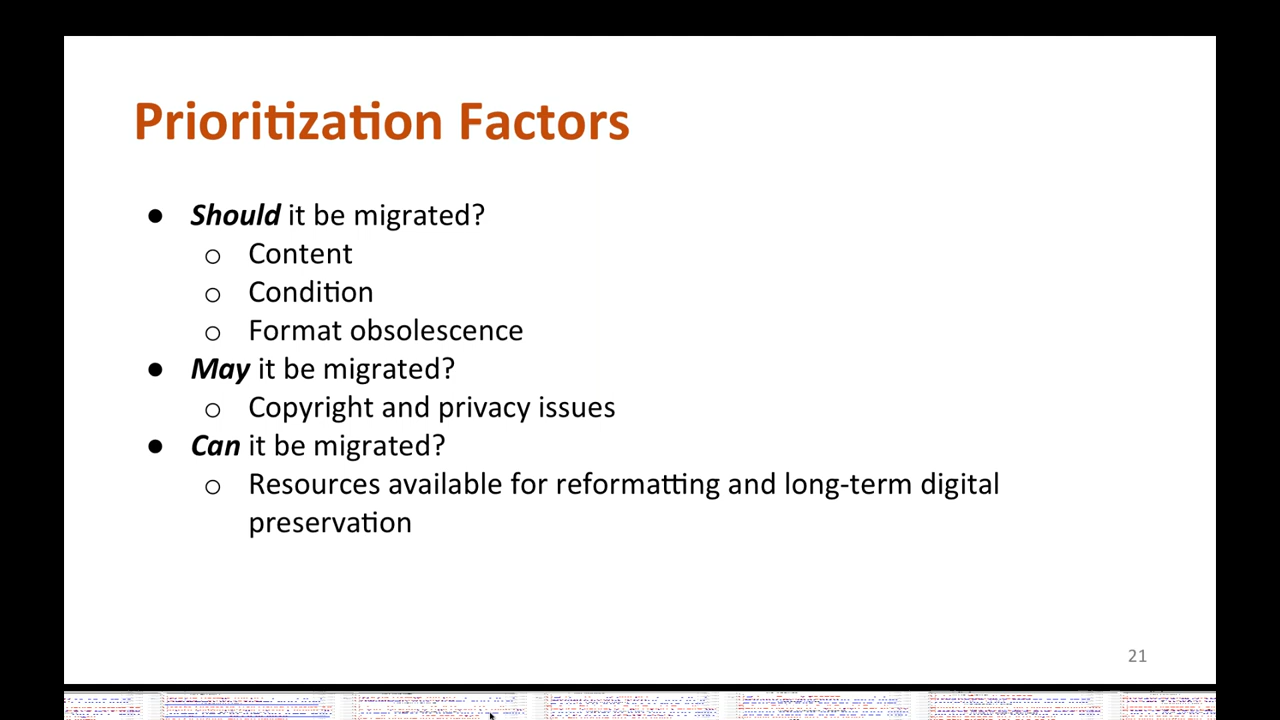 Prioritization Factors
● Should it be migrated?
○ Content
○ Condition
○ Format obsolescence
● May it be migrated?
○ Copyright and privacy issues
● Can it be migrated?
○ Resources available for reformatting and long-term digital
preservation
21